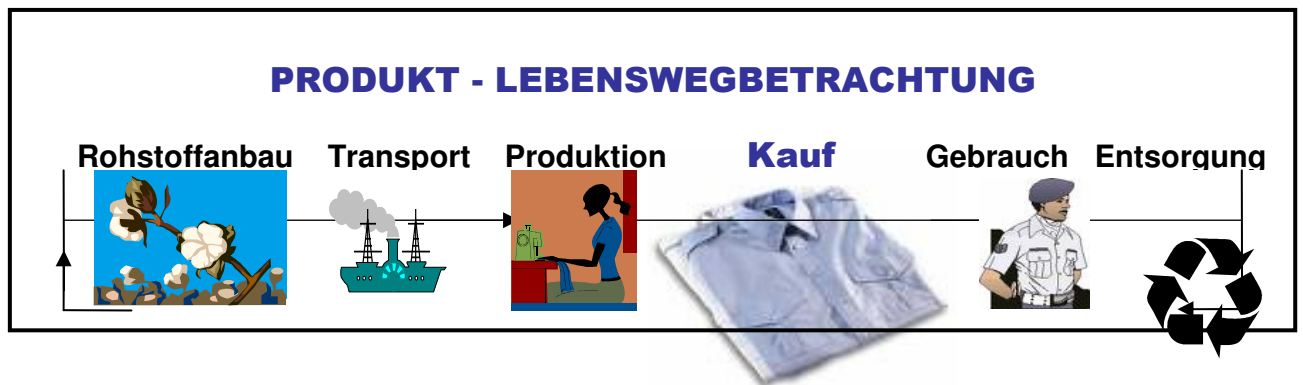 PRODUKT - LEBENSWEGBETRACHTUNG
Rohstoffanbau Transport Produktion Kauf Gebrauch Entsorgung